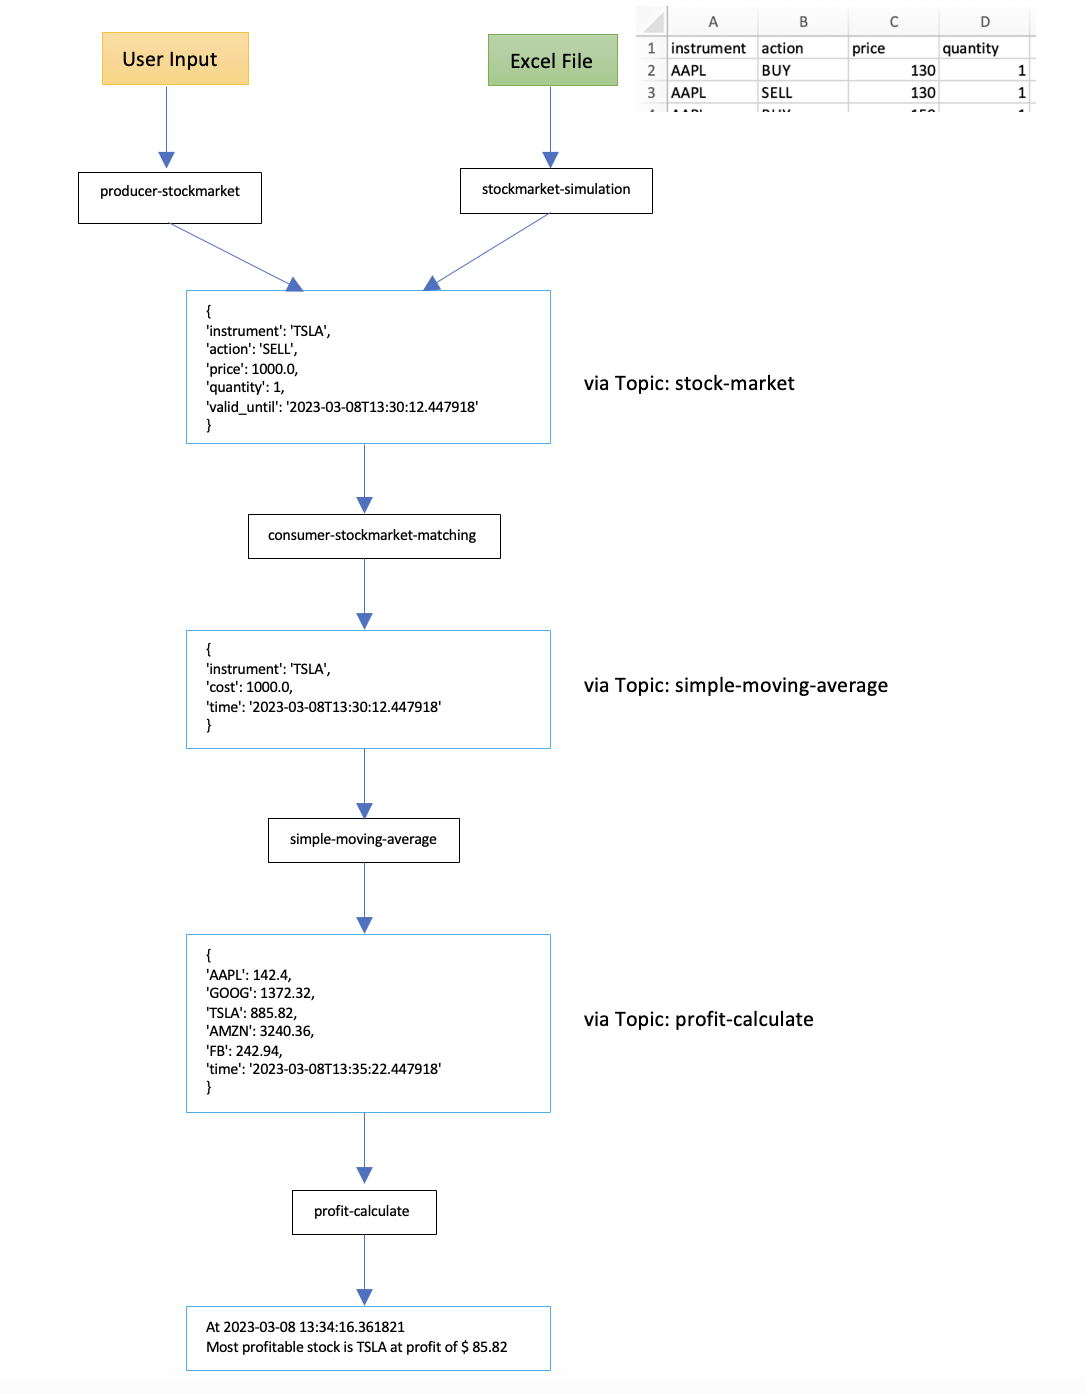 User Input
Excel File
A B C D
1 instrument action price quantity
2 AAPL BUY 130 1
3 AAPL SELL 130 1
producer-stockmarket
stockmarket-simulation
{
'instrument': 'TSLA',
'action': 'SELL',
'price': 1000.0,
'quantity': 1,
'valid_until': '2023-03-08T13:30:12.447918'
}
via Topic: stock-market
consumer-stockmarket-matching
{
'instrument': 'TSLA',
'cost': 1000.0,
'time': '2023-03-08T13:30:12.447918'
}
via Topic: simple-moving-average
simple-moving-average
{
'AAPL': 142.4,
'GOOG': 1372.32,
'TSLA': 885.82,
'AMZN': 3240.36,
'FB': 242.94,
'time': '2023-03-08T13:35:22.447918'
}
via Topic: profit-calculate
profit-calculate
At 2023-03-08 13:34:16.361821
Most profitable stock is TSLA at profit of $ 85.82